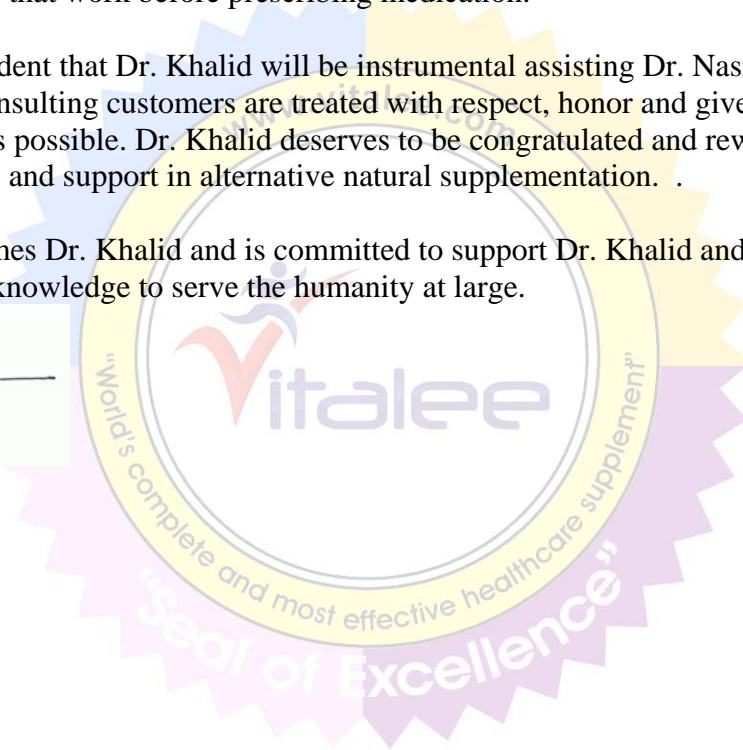 that work before prescribing medication.
dent that Dr. Khalid will be instrumental assisting Dr. Nas
nsulting customers are treated with respect, honor and give
s possible. Dr. Khalid deserves to be congratulated and rew
and support in alternative natural supplementation. .
nes Dr. Khalid and is committed to support Dr. Khalid and
knowledge to serve the humanity at large.
www.vitalee.com
Vitalee
"World's complete and most effective healthcare supplement"
"Seal of Excellence"